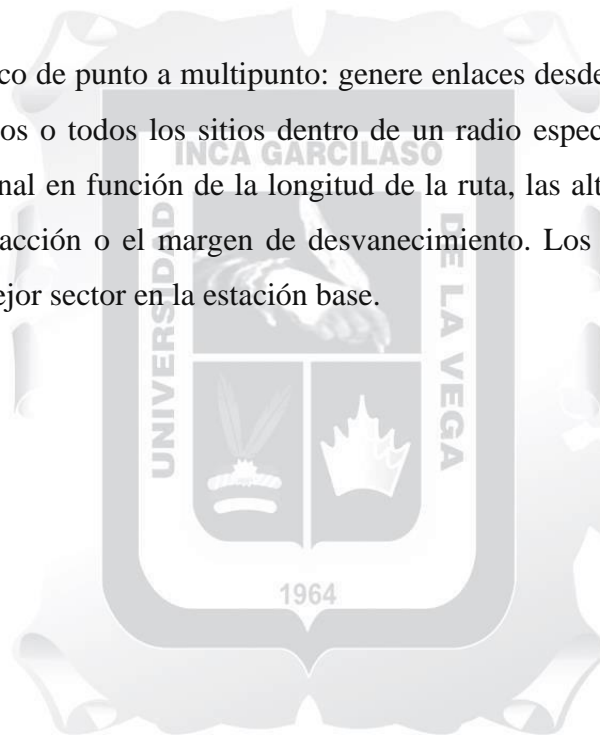 co de punto a multipunto: genere enlaces desde
os o todos los sitios dentro de un radio espec
nal en función de la longitud de la ruta, las alt
acción o el margen de desvanecimiento. Los
ejor sector en la estación base.
INCA GARCILASO
UNIVERSIDAD
DE LA VEGA
1964